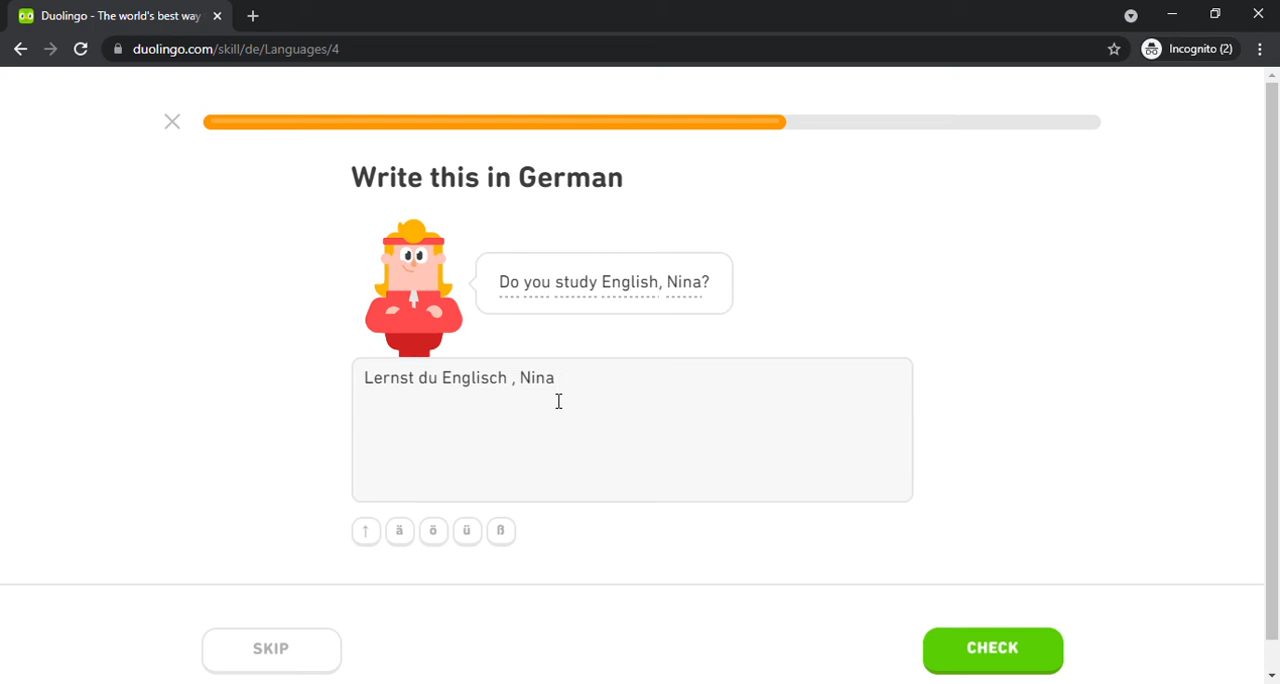 Duolingo - The world's best way
duolingo.com/skill/de/Languages/4
Incognito (2)
Write this in German
Do you study English, Nina?
Lernst du Englisch , Nina
↑ ä ö ü ß
SKIP
CHECK